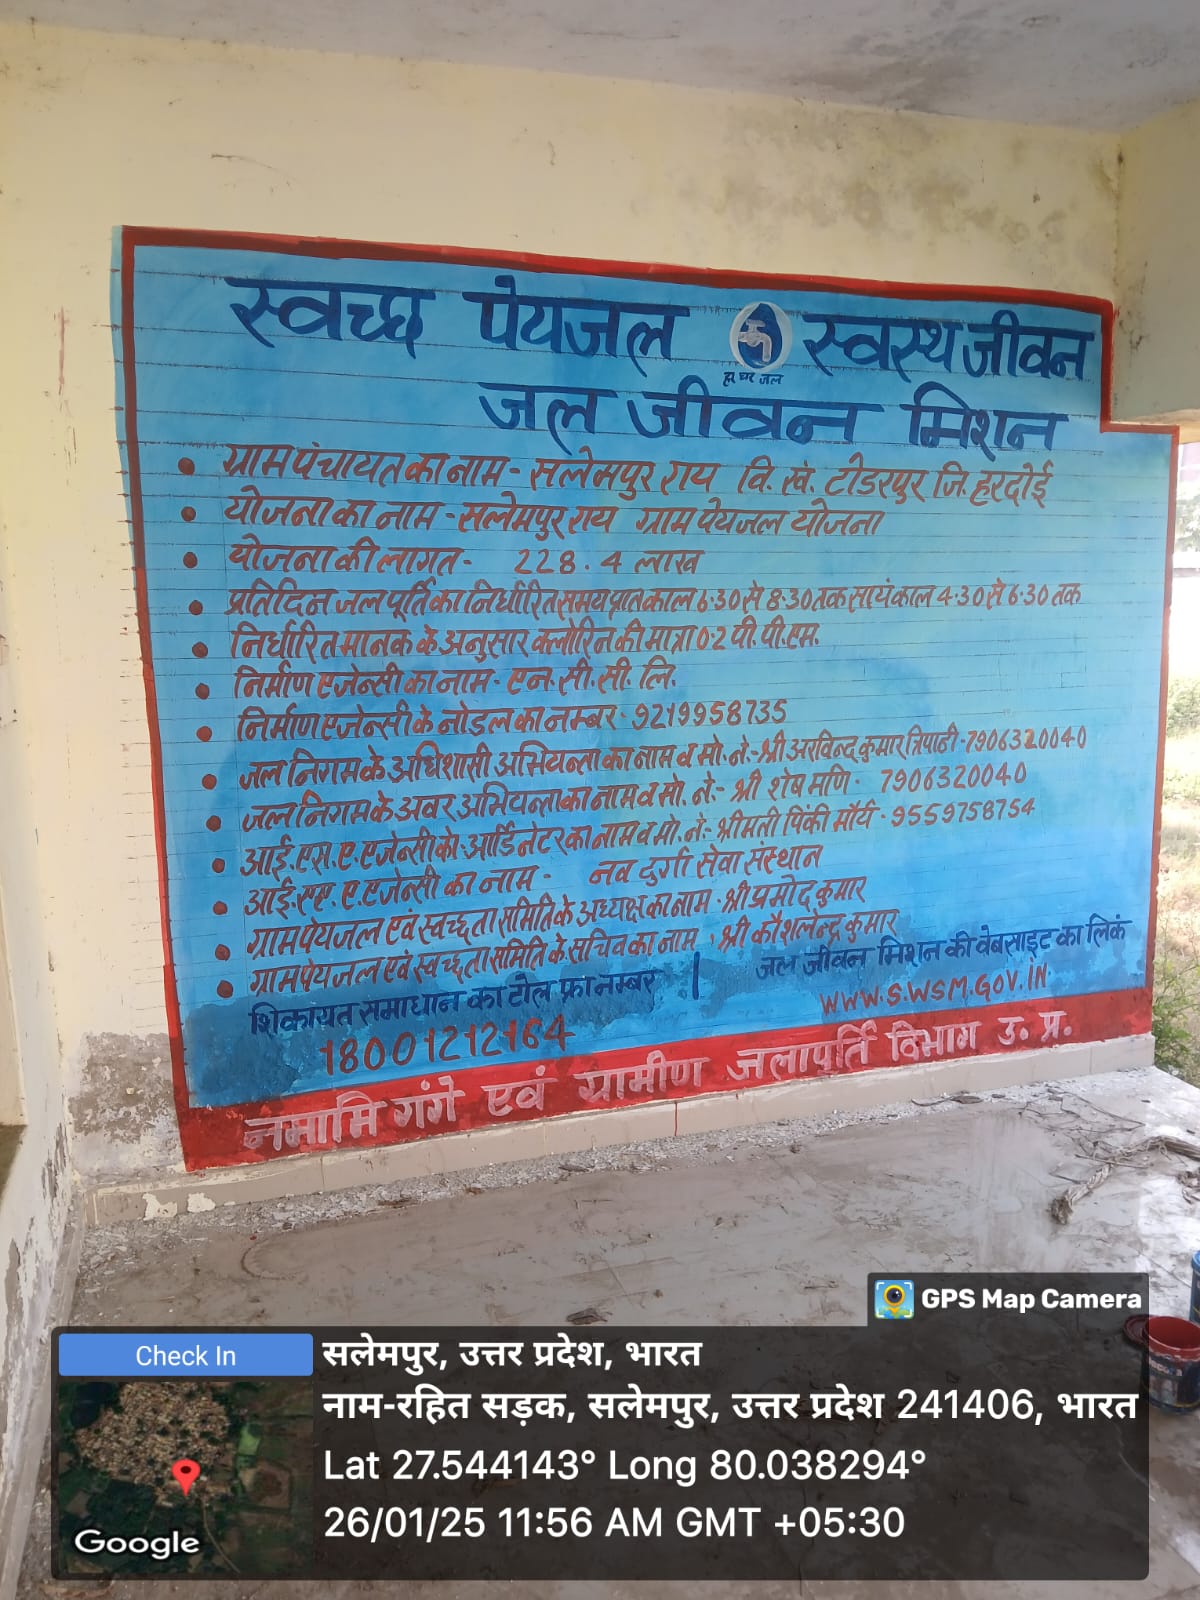 स्वच्छ पेयजल स्वस्थ जीवन
हर घर जल
जल जीवन मिशन
• ग्राम पंचायत का नाम - सलेमपुर राय वि. खं. टोडरपुर जि. हरदोई
• योजना का नाम - सलेमपुर राय ग्राम पेयजल योजना
• योजना की लागत - 228.4 लाख
• प्रतिदिन जल पूर्ति का निर्धारित समय प्रातकाल 6.30 से 8.30 तक सायंकाल 4.30 से 6.30 तक
• निर्धारित मानक के अनुसार क्लोरिन की मात्रा 0.2 पी. पी. एम.
• निर्माण एजेन्सी का नाम - एन. सी. सी. लि.
• निर्माण एजेन्सी के नोडल का नम्बर - 9219958735
• जल निगम के अधिशासी अभियन्ता का नाम व मो. नं:- श्री अरविन्द कुमार त्रिपाठी - 7906320040
• जल निगम के अवर अभियन्ता का नाम व मो. नं:- श्री शेष मणि - 7906320040
• आई.एस.ए. एजेन्सी को-आर्डिनेटर का नाम व मो. नं:- श्रीमती पिंकी मौर्य - 9559758754
• आई.एस.ए. एजेन्सी का नाम - नव दुर्गा सेवा संस्थान
• ग्राम पेयजल एवं स्वच्छता समिति के अध्यक्ष का नाम - श्री प्रमोद कुमार
• ग्राम पेयजल एवं स्वच्छता समिति के सचिव का नाम - श्री कौशलेन्द्र कुमार
शिकायत समाधान का टोल फ्री नम्बर | जल जीवन मिशन की वेबसाइट का लिंक
18001212164 WWW.SWSM.GOV.IN
नमामि गंगे एवं ग्रामीण जलापूर्ति विभाग उ. प्र.
GPS Map Camera
Check In
सलेमपुर, उत्तर प्रदेश, भारत
नाम-रहित सड़क, सलेमपुर, उत्तर प्रदेश 241406, भारत
Lat 27.544143° Long 80.038294°
26/01/25 11:56 AM GMT +05:30
Google